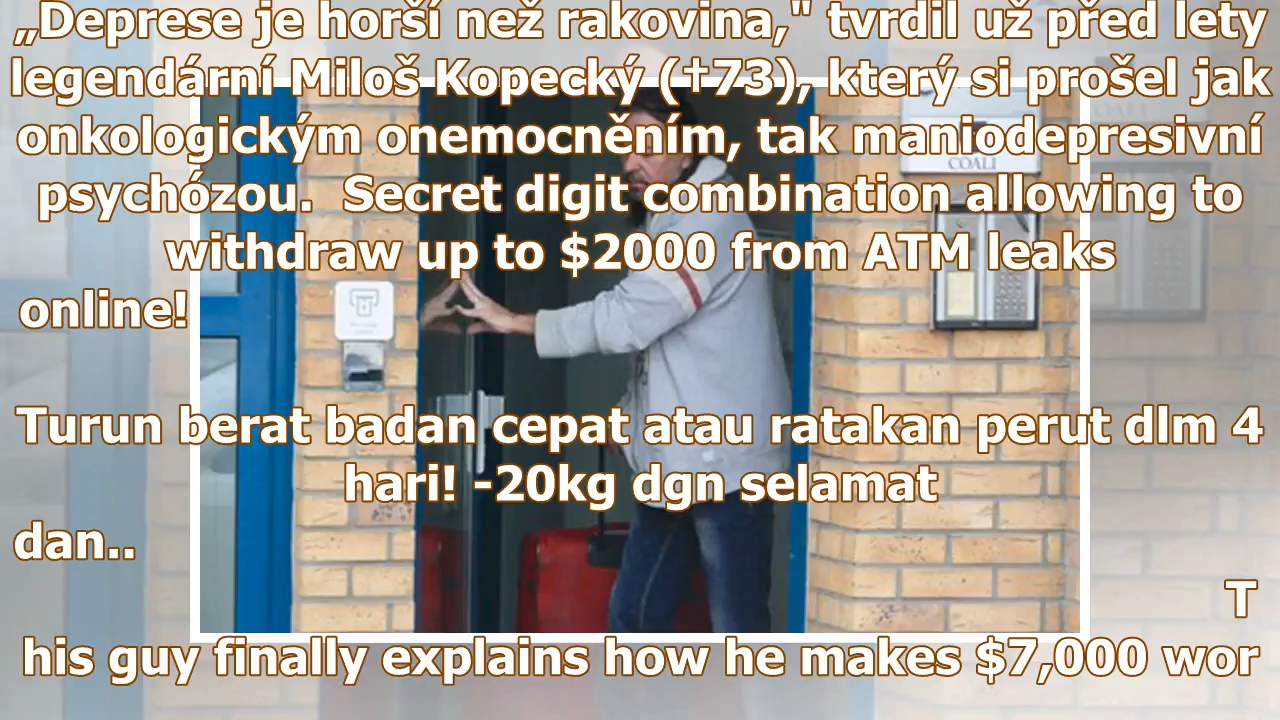 „Deprese je horší než rakovina," tvrdil už před lety
legendární Miloš Kopecký (†73), který si prošel jak
onkologickým onemocněním, tak maniodepresivní
psychózou.  Secret digit combination allowing to
withdraw up to $2000 from ATM leaks
online!
Turun berat badan cepat atau ratakan perut dlm 4
hari! -20kg dgn selamat
dan..
T
his guy finally explains how he makes $7,000 wor
COALI